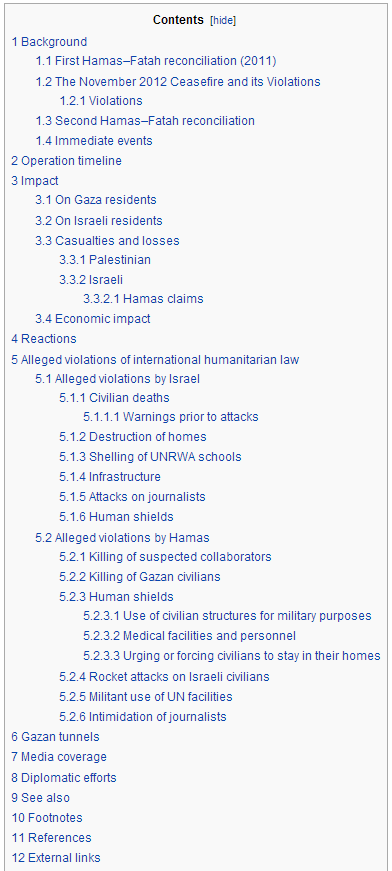 Contents [hide]
1 Background
1.1 First Hamas–Fatah reconciliation (2011)
1.2 The November 2012 Ceasefire and its Violations
1.2.1 Violations
1.3 Second Hamas–Fatah reconciliation
1.4 Immediate events
2 Operation timeline
3 Impact
3.1 On Gaza residents
3.2 On Israeli residents
3.3 Casualties and losses
3.3.1 Palestinian
3.3.2 Israeli
3.3.2.1 Hamas claims
3.4 Economic impact
4 Reactions
5 Alleged violations of international humanitarian law
5.1 Alleged violations by Israel
5.1.1 Civilian deaths
5.1.1.1 Warnings prior to attacks
5.1.2 Destruction of homes
5.1.3 Shelling of UNRWA schools
5.1.4 Infrastructure
5.1.5 Attacks on journalists
5.1.6 Human shields
5.2 Alleged violations by Hamas
5.2.1 Killing of suspected collaborators
5.2.2 Killing of Gazan civilians
5.2.3 Human shields
5.2.3.1 Use of civilian structures for military purposes
5.2.3.2 Medical facilities and personnel
5.2.3.3 Urging or forcing civilians to stay in their homes
5.2.4 Rocket attacks on Israeli civilians
5.2.5 Militant use of UN facilities
5.2.6 Intimidation of journalists
6 Gazan tunnels
7 Media coverage
8 Diplomatic efforts
9 See also
10 Footnotes
11 References
12 External links